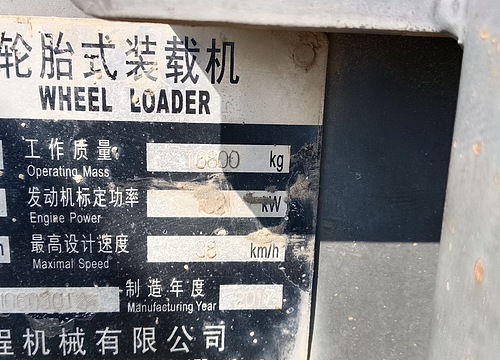 轮胎式装载机
WHEEL LOADER
工作质量 kg
Operating Mass
发动机标定功率 kW
Engine Power
最高设计速度 38 km/h
Maximal Speed
制造年度
Manufacturing Year
程机械有限公司